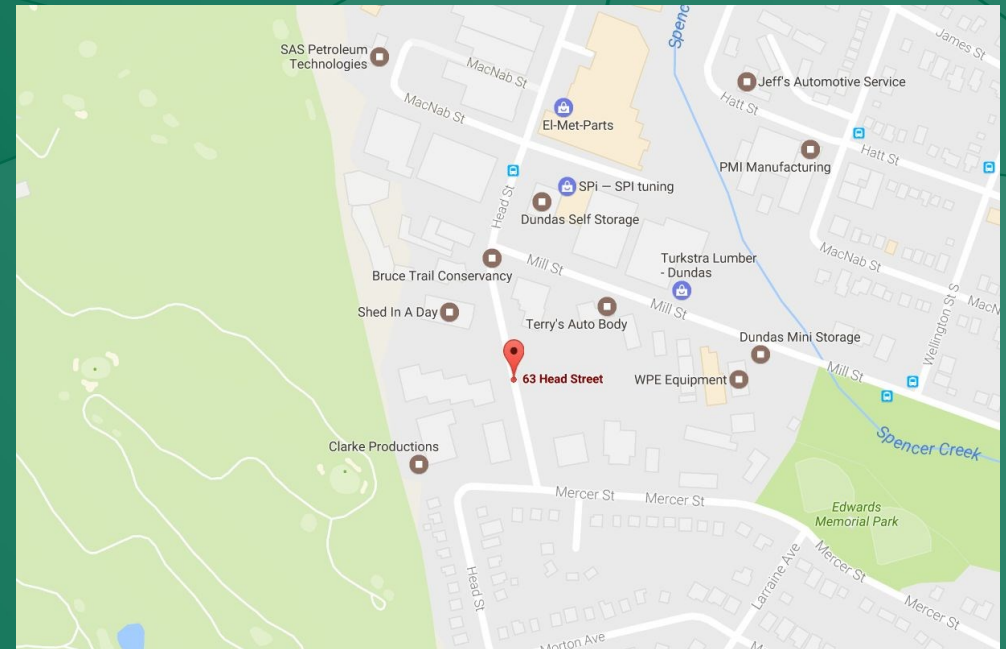 Spenc
SAS Petroleum
Technologies
James St
MacNab St
Jeff's Automotive Service
MacNab St
Hatt St
El-Met-Parts
Hatt St
PMI Manufacturing
SPi – SPI tuning
Head St
Dundas Self Storage
MacNab St
Turkstra Lumber
- Dundas
Mill St
Bruce Trail Conservancy
MacN
Mill St
Shed In A Day
Terry's Auto Body
Wellington St S
Dundas Mini Storage
63 Head Street
WPE Equipment
Mill St
Clarke Productions
Spencer Creek
Mercer St
Mercer St
Edwards
Memorial Park
Mercer St
Larraine Ave
Head St
Mercer St
Morton Ave
M